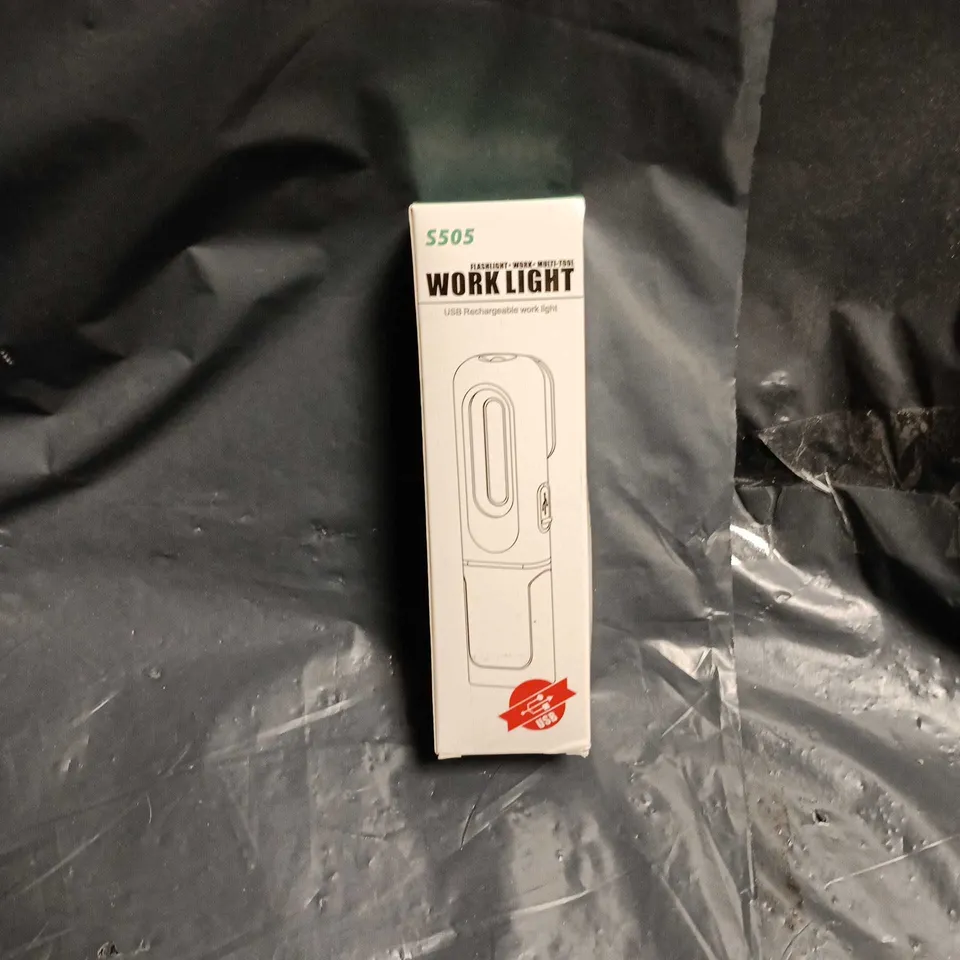 S505
FLASHLIGHT+WORK+MULTI-TOOL
WORK LIGHT
USB Rechargeable work light
USB